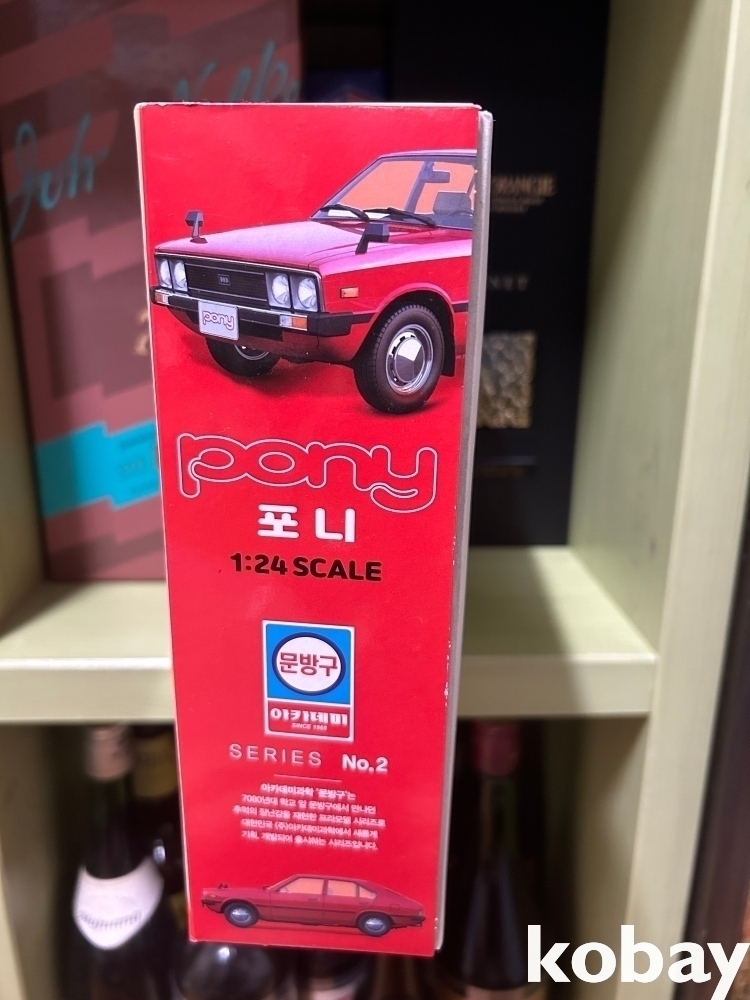 John
pony
pony
포니
1:24 SCALE
문방구
아카데미
SINCE 1969
SERIES No.2
아카데미과학 '문방구'는
7080년대 학교 앞 문방구에서 만나던
추억의 장난감을 재현한 프라모델 시리즈로
대한민국 (주)아카데미과학에서 새롭게
기획, 개발되어 출시하는 시리즈입니다.
kobay